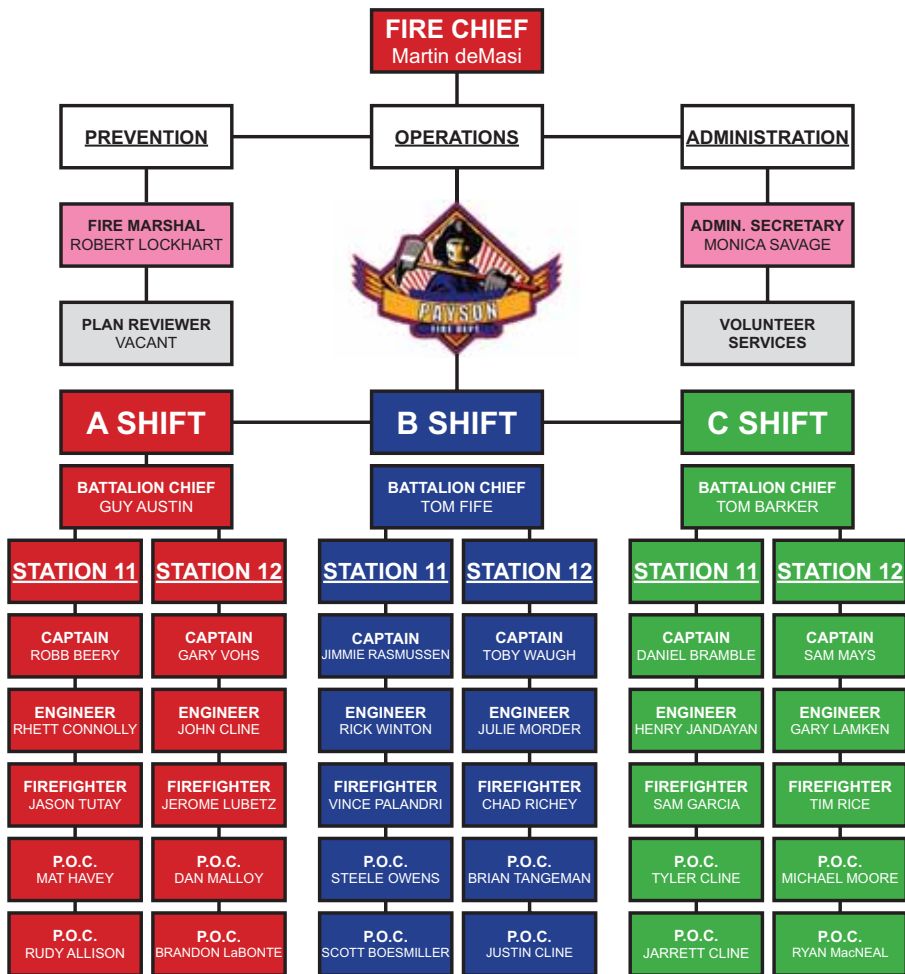 FIRE CHIEF
Martin deMasi
PREVENTION
OPERATIONS
ADMINISTRATION
FIRE MARSHAL
ROBERT LOCKHART
ADMIN. SECRETARY
MONICA SAVAGE
PAYSON
FIRE DEPT
PLAN REVIEWER
VACANT
VOLUNTEER
SERVICES
A SHIFT
B SHIFT
C SHIFT
BATTALION CHIEF
GUY AUSTIN
BATTALION CHIEF
TOM FIFE
BATTALION CHIEF
TOM BARKER
STATION 11
STATION 12
STATION 11
STATION 12
STATION 11
STATION 12
CAPTAIN
ROBB BEERY
CAPTAIN
GARY VOHS
CAPTAIN
JIMMIE RASMUSSEN
CAPTAIN
TOBY WAUGH
CAPTAIN
DANIEL BRAMBLE
CAPTAIN
SAM MAYS
ENGINEER
RHETT CONNOLLY
ENGINEER
JOHN CLINE
ENGINEER
RICK WINTON
ENGINEER
JULIE MORDER
ENGINEER
HENRY JANDAYAN
ENGINEER
GARY LAMKEN
FIREFIGHTER
JASON TUTAY
FIREFIGHTER
JEROME LUBETZ
FIREFIGHTER
VINCE PALANDRI
FIREFIGHTER
CHAD RICHEY
FIREFIGHTER
SAM GARCIA
FIREFIGHTER
TIM RICE
P.O.C.
MAT HAVEY
P.O.C.
DAN MALLOY
P.O.C.
STEELE OWENS
P.O.C.
BRIAN TANGEMAN
P.O.C.
TYLER CLINE
P.O.C.
MICHAEL MOORE
P.O.C.
RUDY ALLISON
P.O.C.
BRANDON LaBONTE
P.O.C.
SCOTT BOESMILLER
P.O.C.
JUSTIN CLINE
P.O.C.
JARRETT CLINE
P.O.C.
RYAN MacNEAL